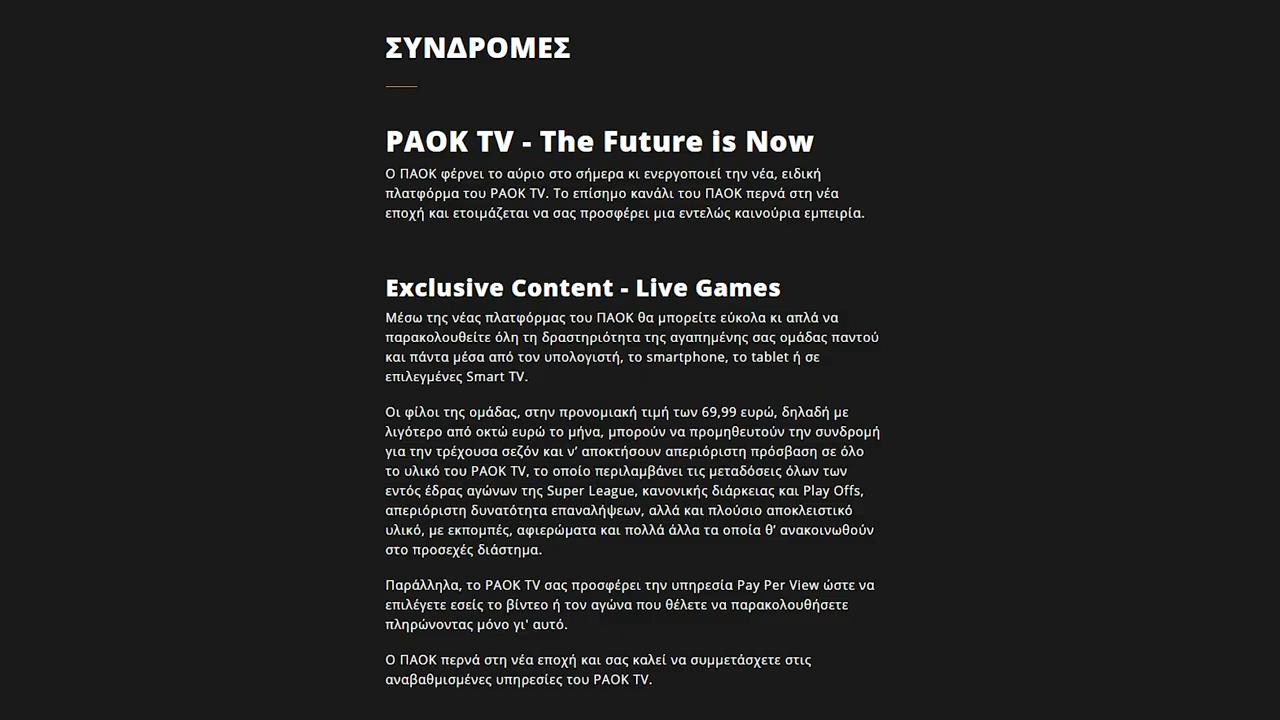 ΣΥΝΔΡΟΜΕΣ
PAOK TV - The Future is Now
Ο ΠΑΟΚ φέρνει το αύριο στο σήμερα κι ενεργοποιεί την νέα, ειδική
πλατφόρμα του PAOK TV. Το επίσημο κανάλι του ΠΑΟΚ περνά στη νέα
εποχή και ετοιμάζεται να σας προσφέρει μια εντελώς καινούρια εμπειρία.
Exclusive Content - Live Games
Μέσω της νέας πλατφόρμας του ΠΑΟΚ θα μπορείτε εύκολα κι απλά να
παρακολουθείτε όλη τη δραστηριότητα της αγαπημένης σας ομάδας παντού
και πάντα μέσα από τον υπολογιστή, το smartphone, το tablet ή σε
επιλεγμένες Smart TV.
Οι φίλοι της ομάδας, στην προνομιακή τιμή των 69,99 ευρώ, δηλαδή με
λιγότερο από οκτώ ευρώ το μήνα, μπορούν να προμηθευτούν την συνδρομή
για την τρέχουσα σεζόν και ν’ αποκτήσουν απεριόριστη πρόσβαση σε όλο
το υλικό του PAOK TV, το οποίο περιλαμβάνει τις μεταδόσεις όλων των
εντός έδρας αγώνων της Super League, κανονικής διάρκειας και Play Offs,
απεριόριστη δυνατότητα επαναλήψεων, αλλά και πλούσιο αποκλειστικό
υλικό, με εκπομπές, αφιερώματα και πολλά άλλα τα οποία θ’ ανακοινωθούν
στο προσεχές διάστημα.
Παράλληλα, το PAOK TV σας προσφέρει την υπηρεσία Pay Per View ώστε να
επιλέγετε εσείς το βίντεο ή τον αγώνα που θέλετε να παρακολουθήσετε
πληρώνοντας μόνο γι' αυτό.
Ο ΠΑΟΚ περνά στη νέα εποχή και σας καλεί να συμμετάσχετε στις
αναβαθμισμένες υπηρεσίες του PAOK TV.